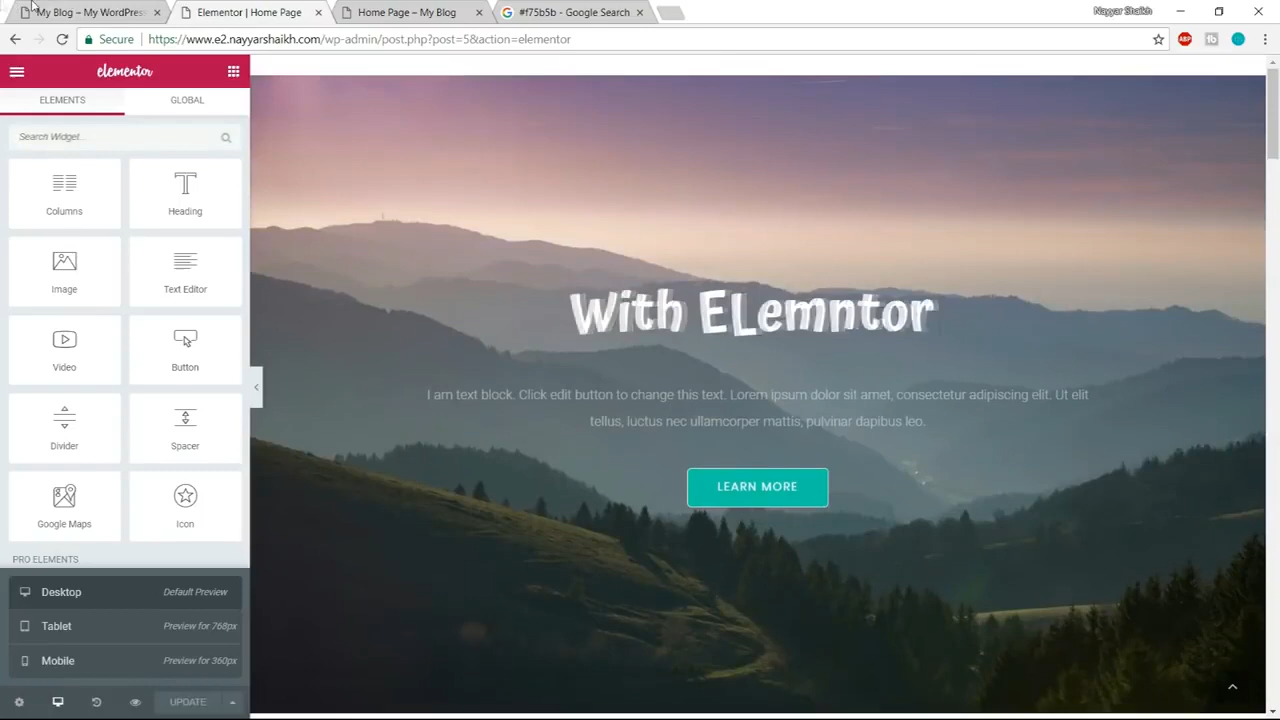 My Blog – My WordPress
Elementor | Home Page
Home Page – My Blog
#f75b5b - Google Search
Nayyar Shaikh
Secure
https://www.e2.nayyarshaikh.com/wp-admin/post.php?post=5&action=elementor
ABP
elementor
ELEMENTS
GLOBAL
Search Widget...
Columns
Heading
Image
Text Editor
Video
Button
Divider
Spacer
Google Maps
Icon
PRO ELEMENTS
Desktop
Default Preview
Tablet
Preview for 768px
Mobile
Preview for 360px
UPDATE
With ELemntor
I am text block. Click edit button to change this text. Lorem ipsum dolor sit amet, consectetur adipiscing elit. Ut elit
tellus, luctus nec ullamcorper mattis, pulvinar dapibus leo.
LEARN MORE